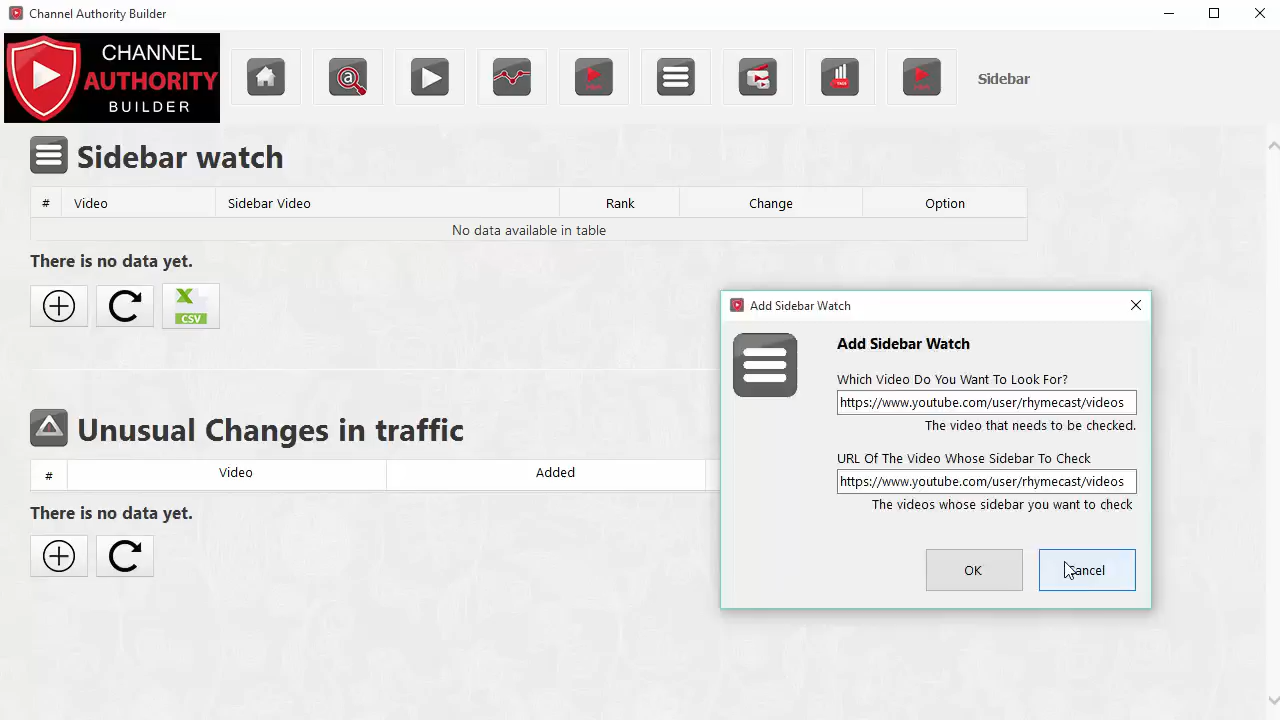 Channel Authority Builder
CHANNEL
AUTHORITY
BUILDER
Sidebar
Sidebar watch
# Video Sidebar Video Rank Change Option
No data available in table
There is no data yet.
CSV
Unusual Changes in traffic
# Video Added
There is no data yet.
Add Sidebar Watch
Add Sidebar Watch
Which Video Do You Want To Look For?
https://www.youtube.com/user/rhymecast/videos
The video that needs to be checked.
URL Of The Video Whose Sidebar To Check
https://www.youtube.com/user/rhymecast/videos
The videos whose sidebar you want to check
OK Cancel